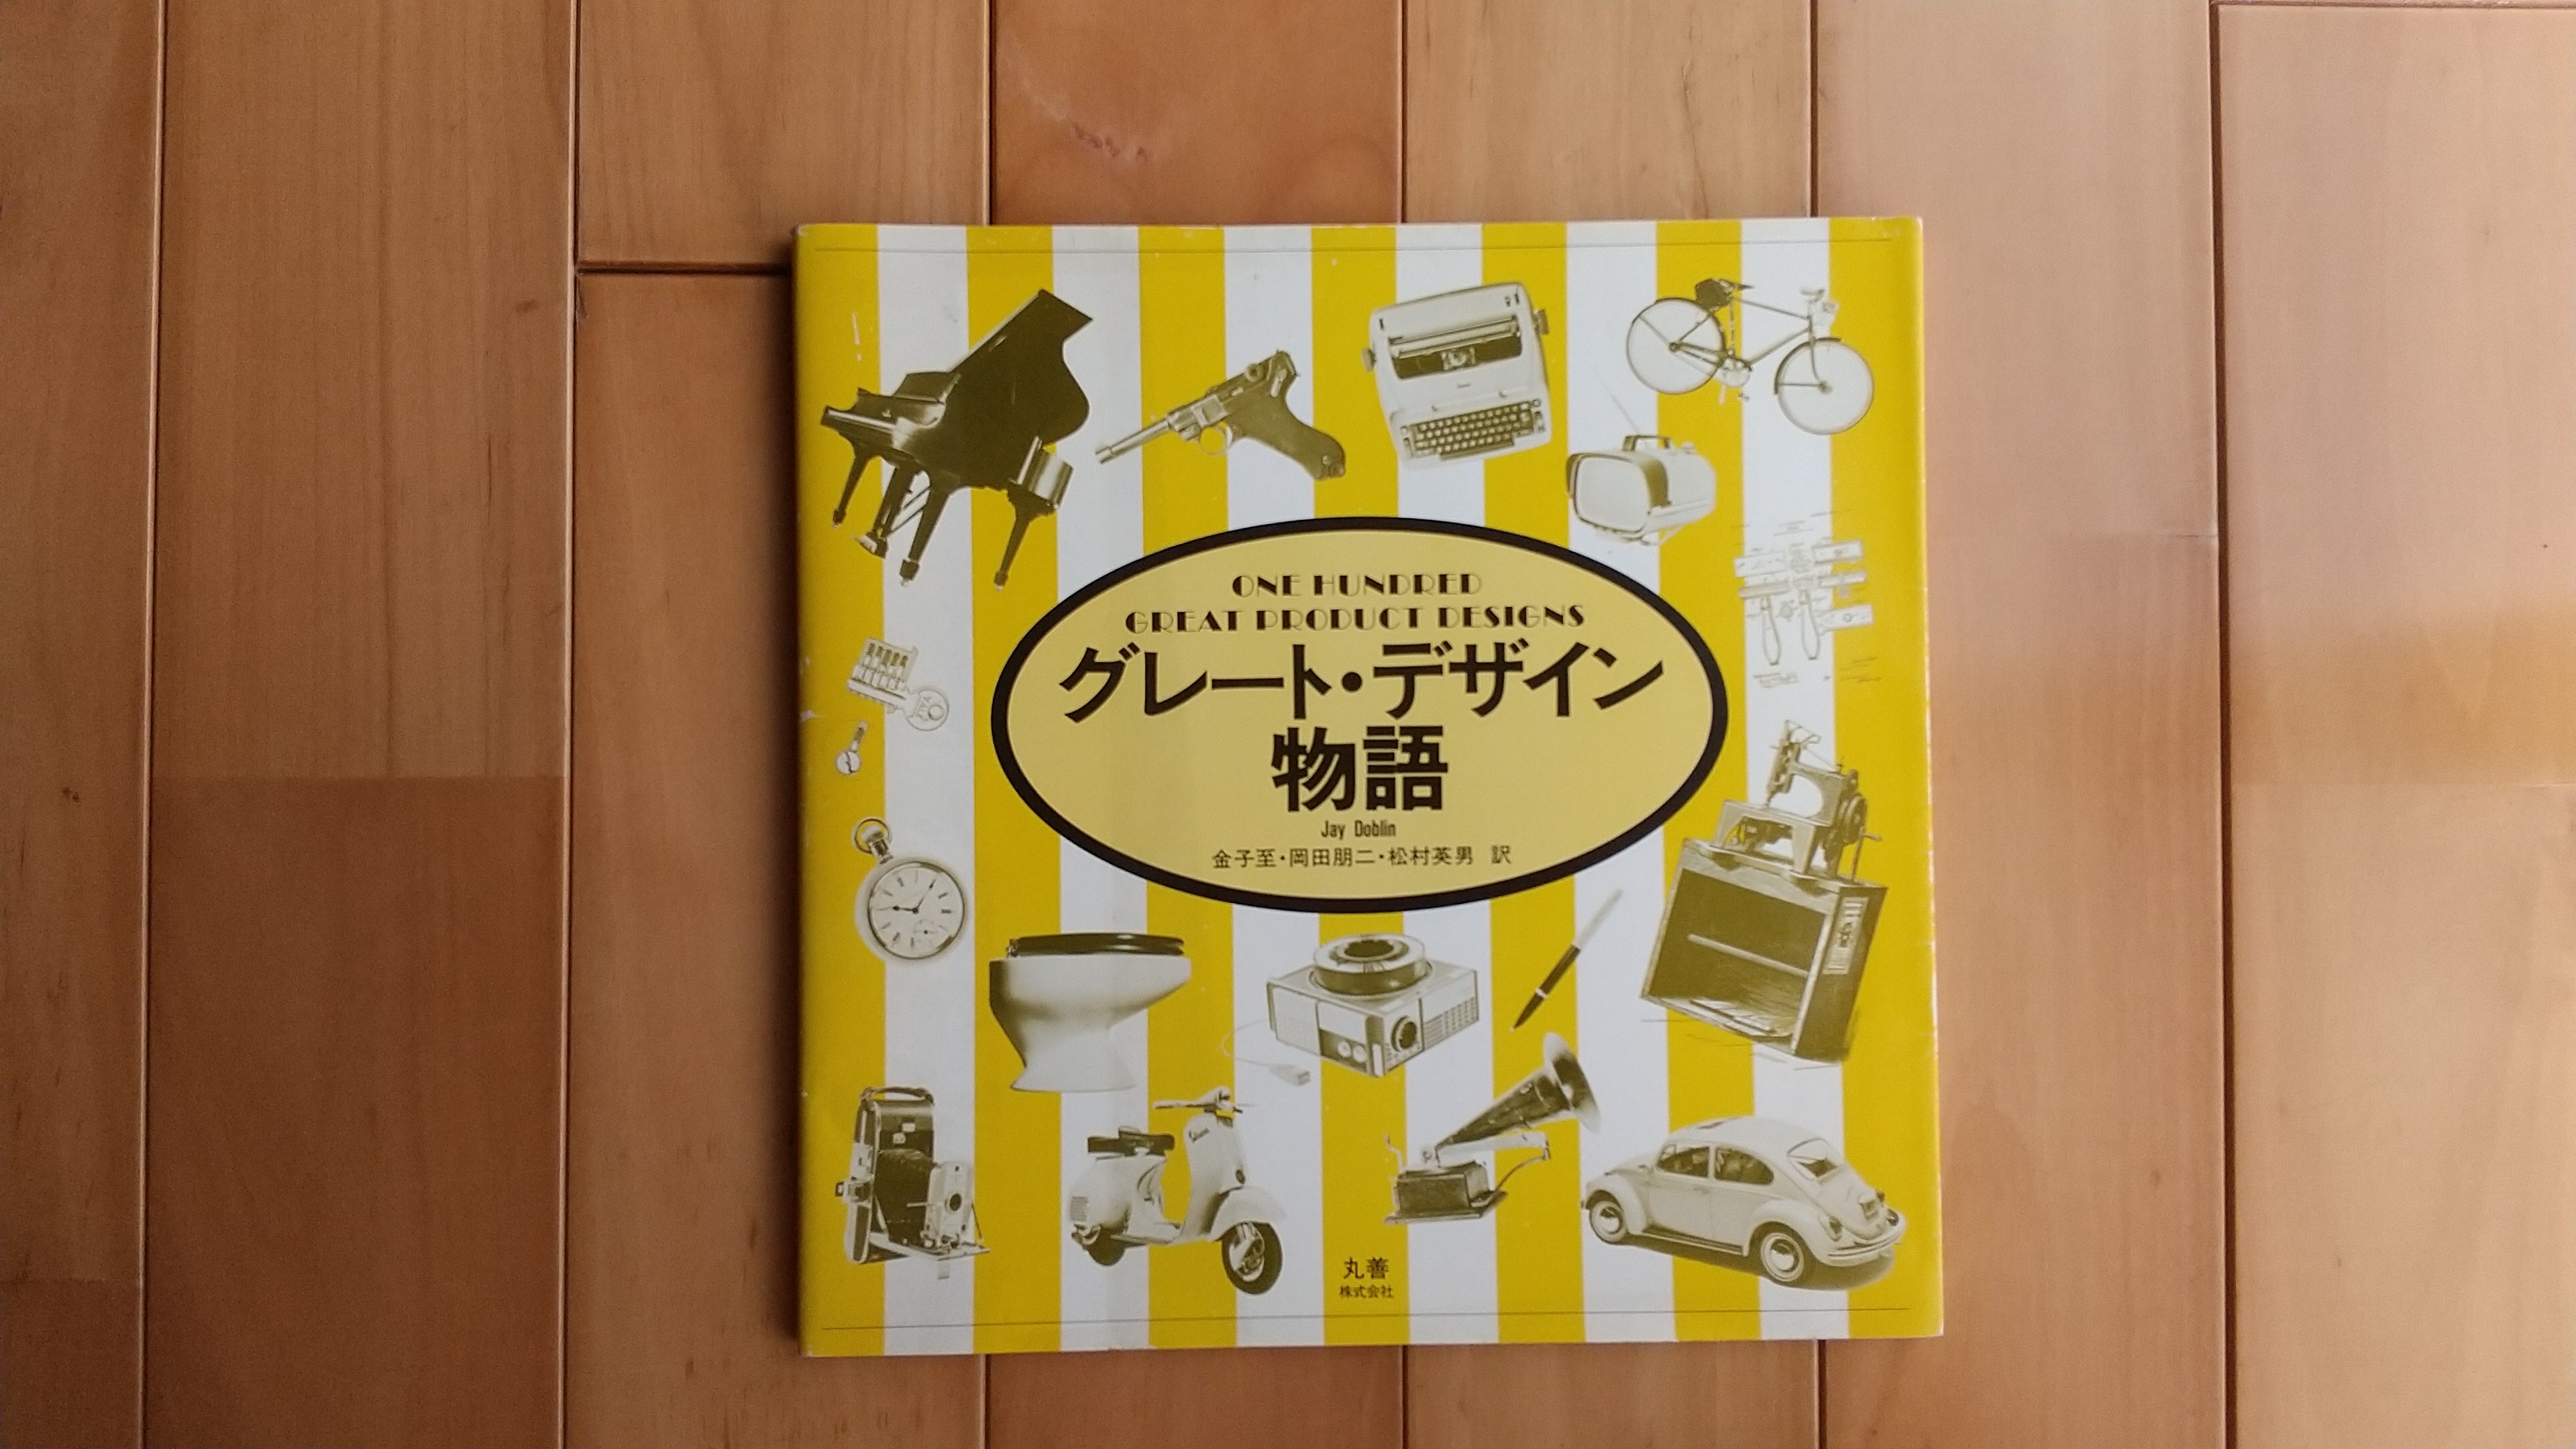 ONE HUNDRED
GREAT PRODUCT DESIGNS
グレート・デザイン
物語
Jay Doblin
金子至・岡田朋二・松村英男 訳
丸善
株式会社